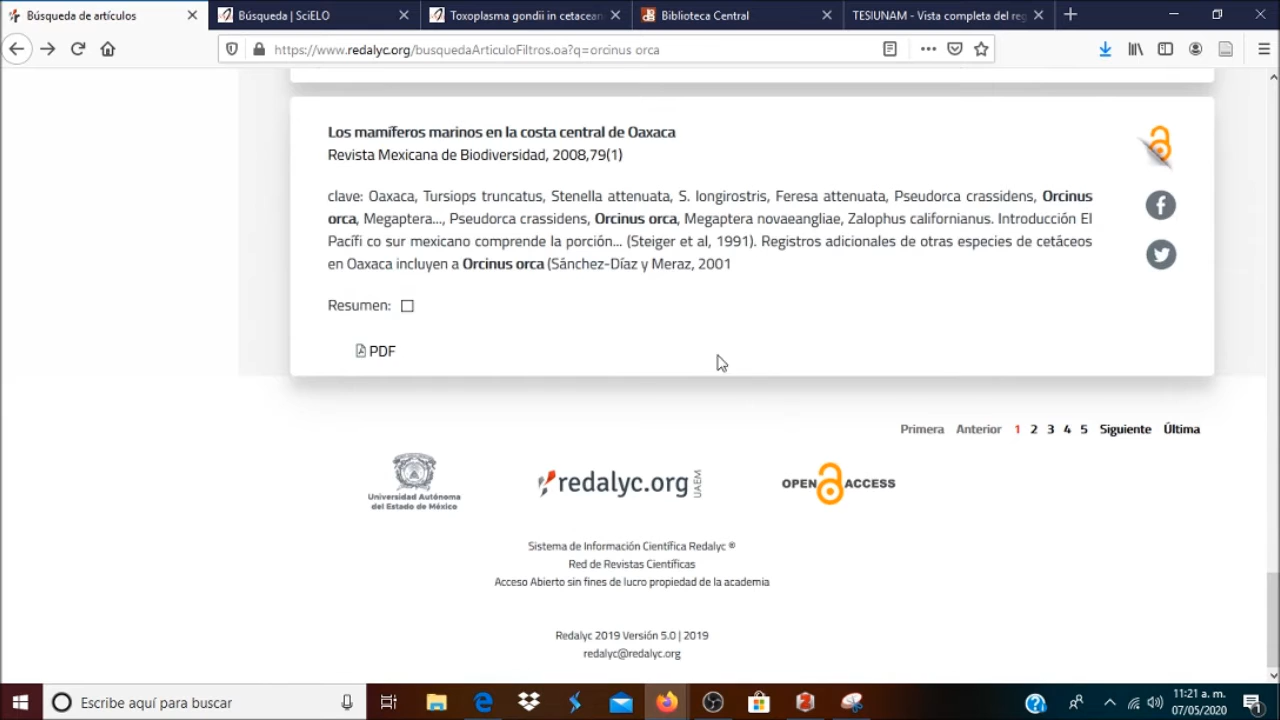 Búsqueda de artículos
Búsqueda | SciELO
Toxoplasma gondii in cetacean
Biblioteca Central
TESIUNAM - Vista completa del reg
https://www.redalyc.org/busquedaArticuloFiltros.oa?q=orcinus orca
Los mamíferos marinos en la costa central de Oaxaca
Revista Mexicana de Biodiversidad, 2008,79(1)
clave: Oaxaca, Tursiops truncatus, Stenella attenuata, S. longirostris, Feresa attenuata, Pseudorca crassidens, Orcinus
orca, Megaptera..., Pseudorca crassidens, Orcinus orca, Megaptera novaeangliae, Zalophus californianus. Introducción El
Pacífi co sur mexicano comprende la porción... (Steiger et al, 1991). Registros adicionales de otras especies de cetáceos
en Oaxaca incluyen a Orcinus orca (Sánchez-Díaz y Meraz, 2001
Resumen:
PDF
Primera Anterior 1 2 3 4 5 Siguiente Última
Universidad Autónoma
del Estado de México
redalyc.org UAEM
OPEN ACCESS
Sistema de Información Científica Redalyc ®
Red de Revistas Científicas
Acceso Abierto sin fines de lucro propiedad de la academia
Redalyc 2019 Versión 5.0 | 2019
redalyc@redalyc.org
Escribe aquí para buscar
11:21 a. m.
07/05/2020
1